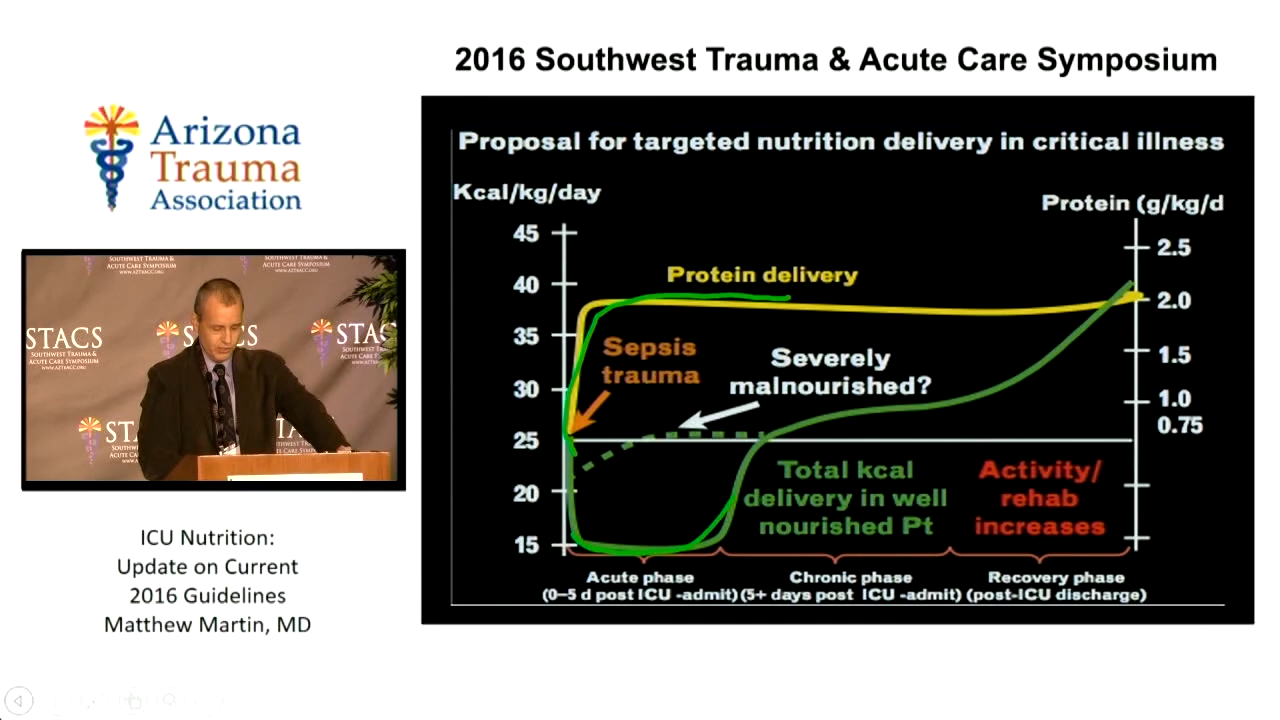 2016 Southwest Trauma & Acute Care Symposium
Arizona
Trauma
Association
STACS
SOUTHWEST TRAUMA &
ACUTE CARE SYMPOSIUM
WWW.AZTRACC.ORG
ICU Nutrition:
Update on Current
2016 Guidelines
Matthew Martin, MD
Proposal for targeted nutrition delivery in critical illness
Kcal/kg/day
Protein (g/kg/d
45
40
35
30
25
20
15
2.5
2.0
1.5
1.0
0.75
Protein delivery
Sepsis
trauma
Severely
malnourished?
Total kcal
delivery in well
nourished Pt
Activity/
rehab
increases
Acute phase
(0–5 d post ICU -admit)
Chronic phase
(5+ days post ICU -admit)
Recovery phase
(post-ICU discharge)